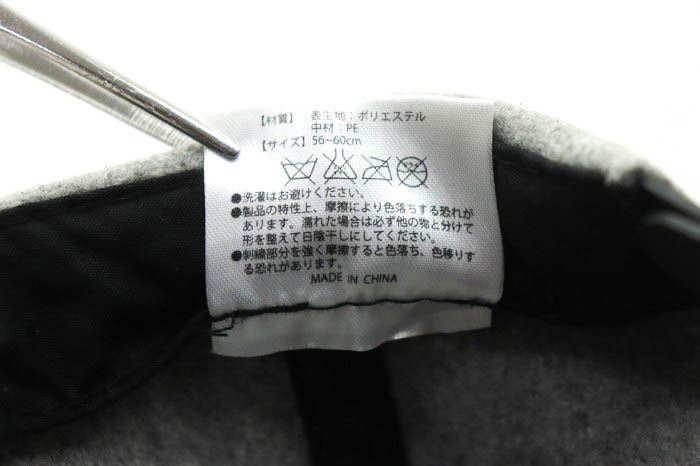 【材質】 表生地：ポリエステル
中材：PE
【サイズ】56~60cm
●洗濯はお避けください。
●製品の特性上、摩擦により色落ちする恐れが
あります。濡れた場合は必ず他の物と分けて
形を整えて日陰干しにしてください。
●刺繍部分を強く摩擦すると色落ち、色移りす
る恐れがあります。
MADE IN CHINA